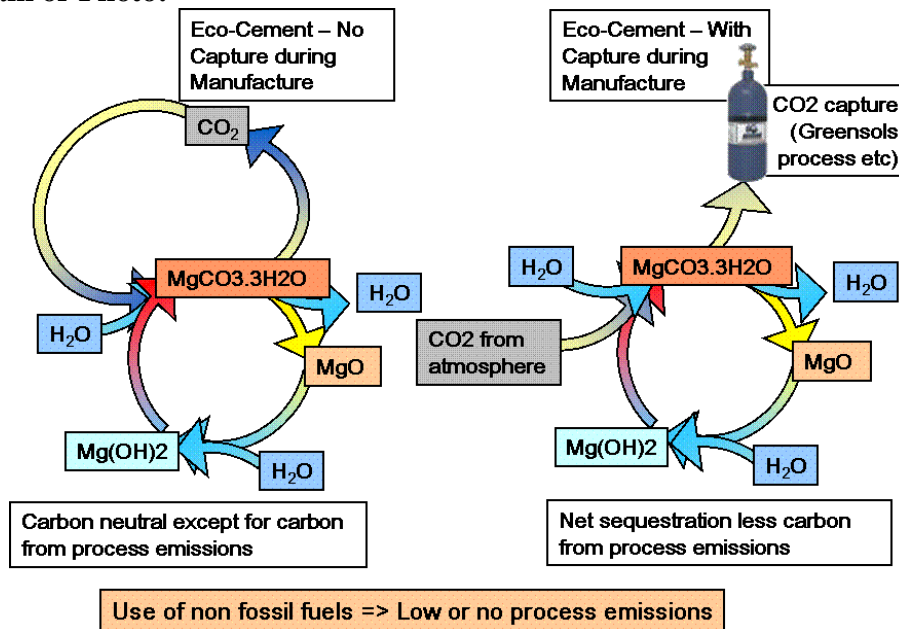 Eco-Cement – No
Capture during
Manufacture
CO₂
MgCO3.3H2O
H₂O
H₂O
MgO
Mg(OH)2
H₂O
Carbon neutral except for carbon
from process emissions
Eco-Cement – With
Capture during
Manufacture
CO2 capture
(Greensols
process etc)
H₂O
MgCO3.3H2O
H₂O
CO2 from
atmosphere
MgO
Mg(OH)2
H₂O
Net sequestration less carbon
from process emissions
Use of non fossil fuels => Low or no process emissions